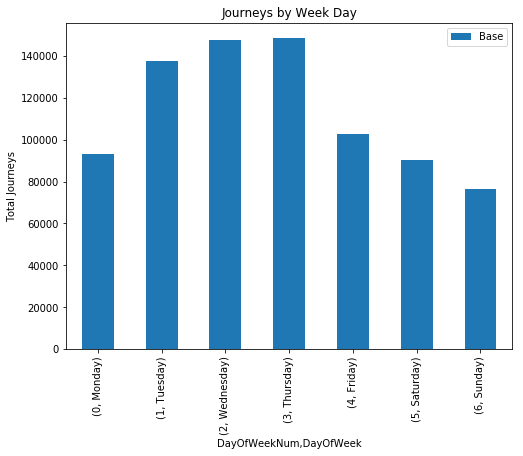 Journeys by Week Day
Base
Total Journeys
140000
120000
100000
80000
60000
40000
20000
0
(0, Monday)
(1, Tuesday)
(2, Wednesday)
(3, Thursday)
(4, Friday)
(5, Saturday)
(6, Sunday)
DayOfWeekNum,DayOfWeek